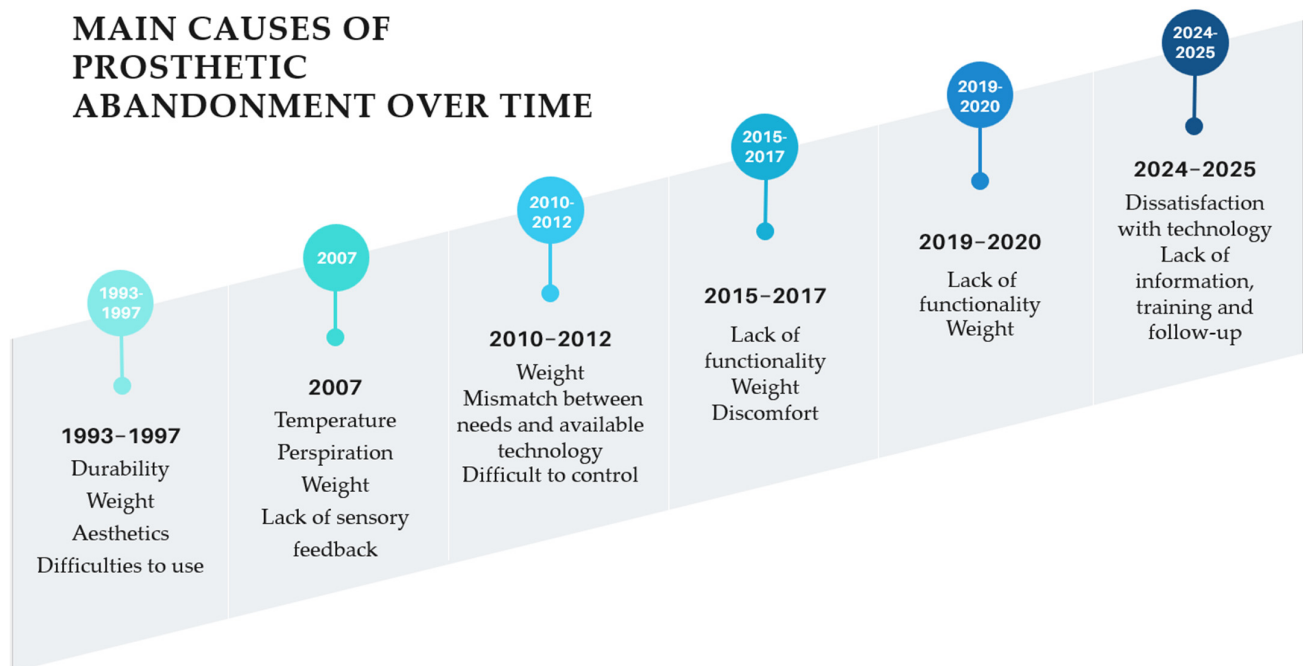 MAIN CAUSES OF
PROSTHETIC
ABANDONMENT OVER TIME
1993-
1997
1993–1997
Durability
Weight
Aesthetics
Difficulties to use
2007
2007
Temperature
Perspiration
Weight
Lack of sensory
feedback
2010-
2012
2010–2012
Weight
Mismatch between
needs and available
technology
Difficult to control
2015-
2017
2015–2017
Lack of
functionality
Weight
Discomfort
2019-
2020
2019–2020
Lack of
functionality
Weight
2024-
2025
2024–2025
Dissatisfaction
with technology
Lack of
information,
training and
follow-up